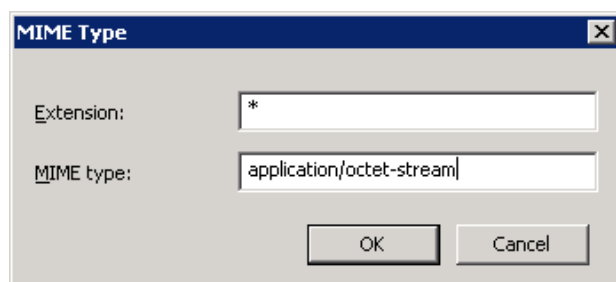 MIME Type
Extension: *
MIME type: application/octet-stream
OK Cancel